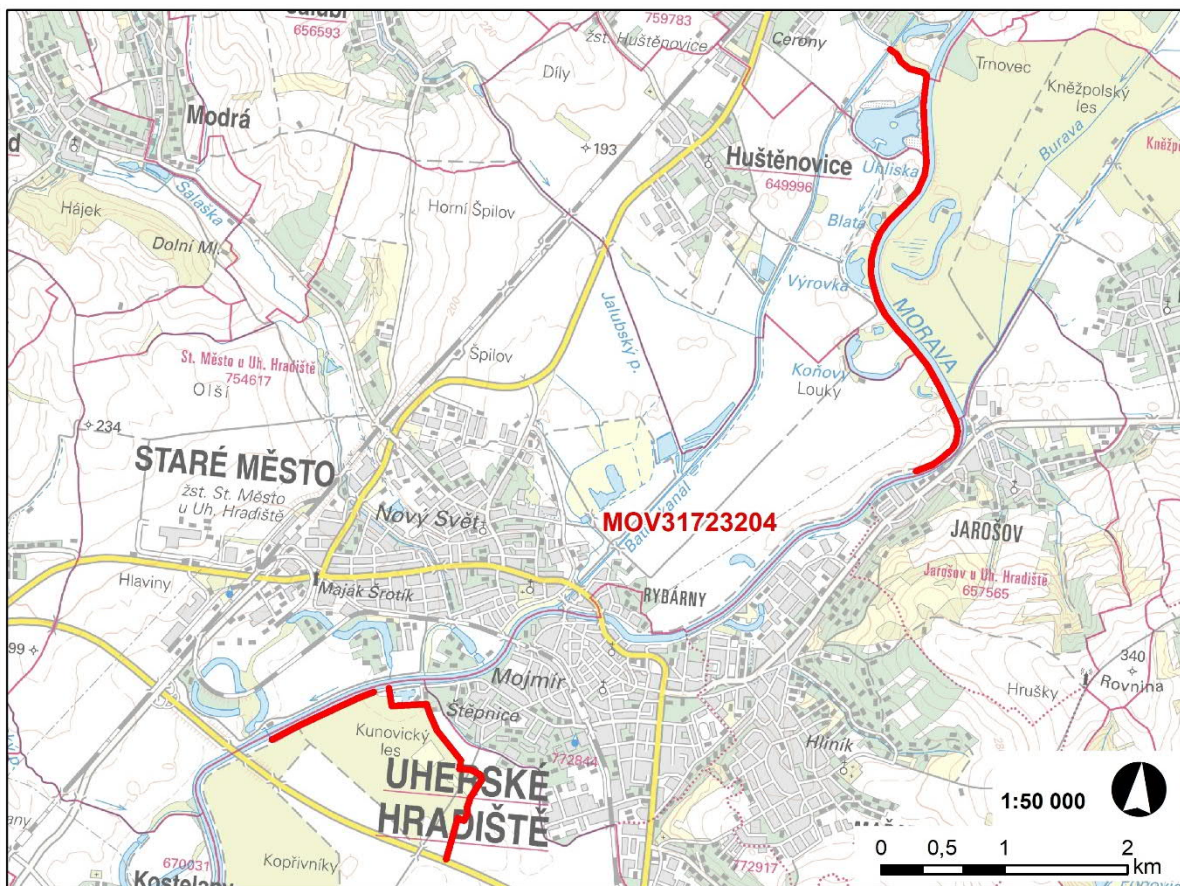 656593
759783
žst. Huštěnovice
Cerony
Trnovec
Kněžpolský
les
Díly
Modrá
193
Burava
Huštěnovice
649996
Uhliska
Salaška
Hájek
Horní Špilov
Blata
Dolní Ml.
Výrovka
Jalubský p.
MORAVA
Špilov
St. Město u Uh. Hradiště
754617
Olší
Koňovy
Louky
234
STARÉ MĚSTO
žst. St. Město
u Uh. Hradiště
Nový Svět
MOV31723204
Baťův kanál
JAROŠOV
Jarošov u Uh. Hradiště
657565
Hlaviny
Maják Šrotík
RYBÁRNY
340
Rovnina
Hrušky
Mojmír
Štěpnice
Kunovický
les
772844
Hliník
UHERSKÉ
HRADIŠTĚ
1:50 000
670031
Kopřivníky
772917
0 0,5 1 2
km
Kostelany